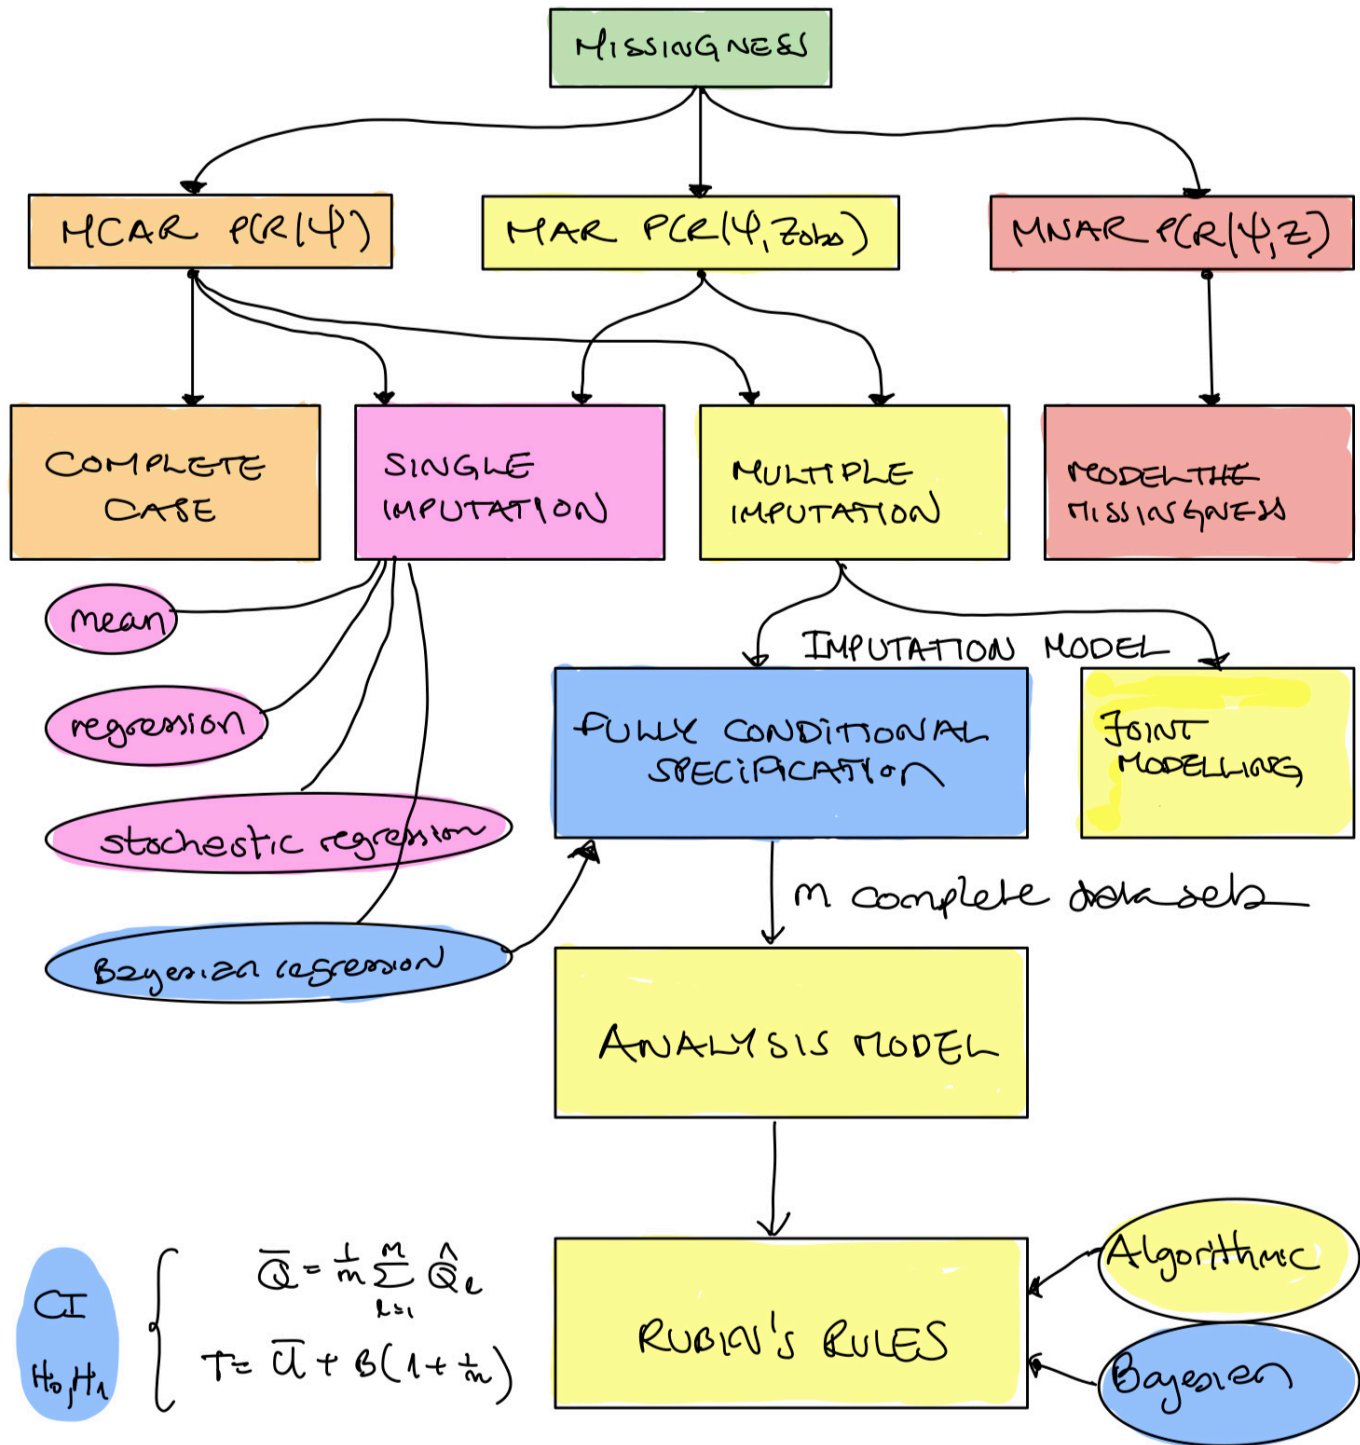 MISSINGNESS
MCAR P(R|Ψ)
MAR P(R|Ψ, Zobs)
MNAR P(R|Ψ, Z)
COMPLETE
CASE
SINGLE
IMPUTATION
MULTIPLE
IMPUTATION
MODEL THE
MISSINGNESS
mean
regression
stochastic regression
Bayesian regression
IMPUTATION MODEL
FULLY CONDITIONAL
SPECIFICATION
JOINT
MODELLING
m complete data sets
ANALYSIS MODEL
RUBIN'S RULES
Algorithmic
Bayesian
CI
H₀, H₁
Q̅ = 1/m ∑ₗ₌₁ᵐ Q̂ₗ
T = U̅ + B(1 + 1/m)